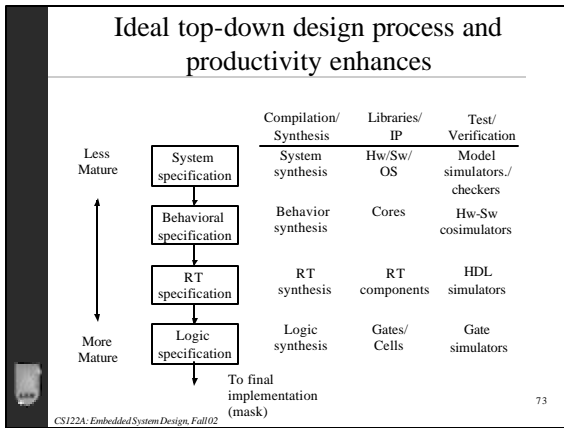 Ideal top-down design process and
productivity enhances
Compilation/
Synthesis
Libraries/
IP
Test/
Verification
Less
Mature
System
specification
System
synthesis
Hw/Sw/
OS
Model
simulators./
checkers
Behavioral
specification
Behavior
synthesis
Cores
Hw-Sw
cosimulators
RT
specification
RT
synthesis
RT
components
HDL
simulators
More
Mature
Logic
specification
Logic
synthesis
Gates/
Cells
Gate
simulators
To final
implementation
(mask)
CS122A: Embedded System Design, Fall 02
73